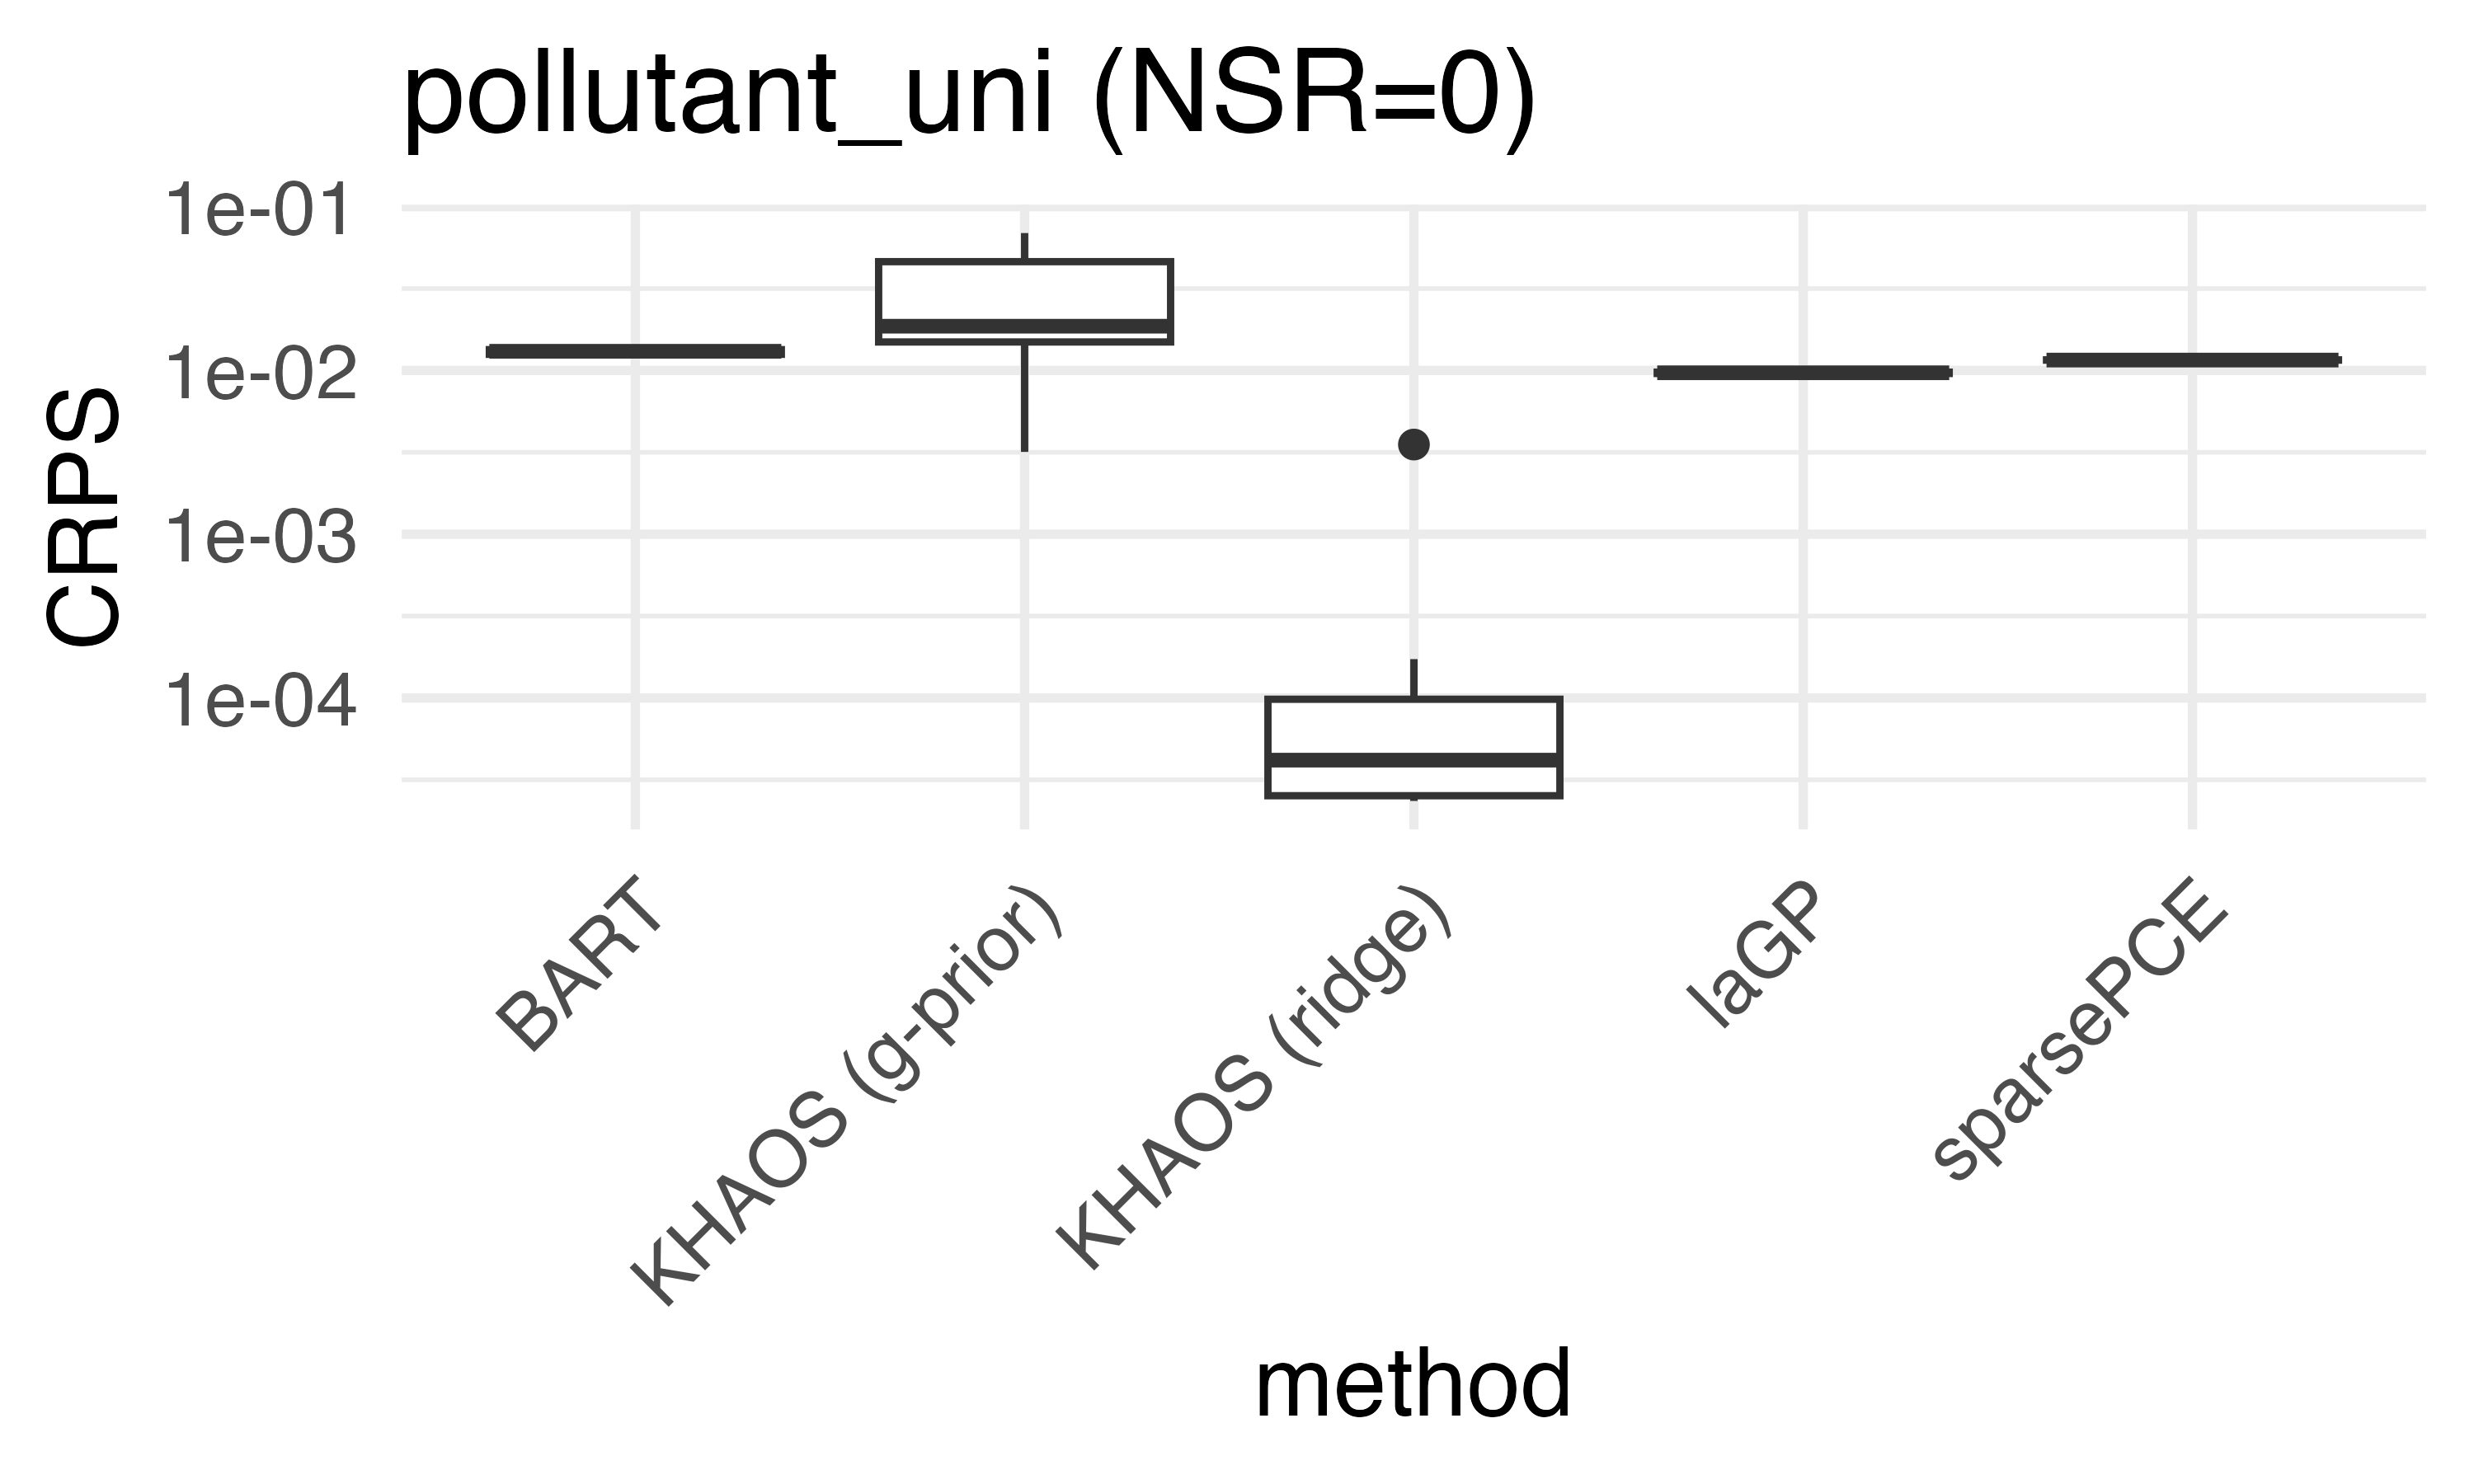 pollutant_uni (NSR=0)
CRPS
1e-01
1e-02
1e-03
1e-04
BART
KHAOS (g-prior)
KHAOS (ridge)
laGP
sparsePCE
method